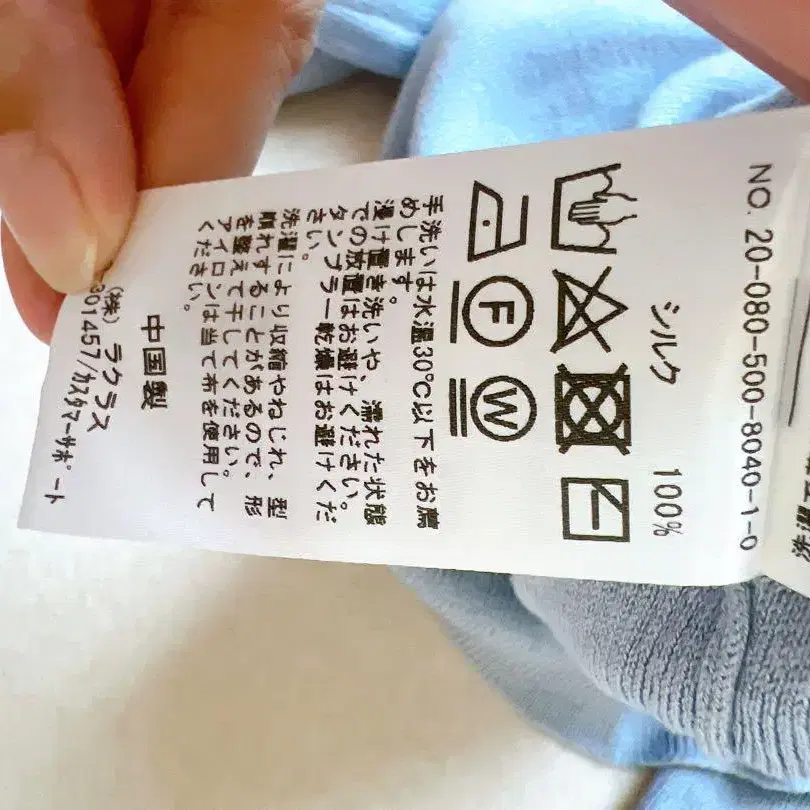 NO. 20-080-500-8040-1-0
シルク 100%
F W
手洗いは水温30℃以下をお薦
めします。
浸け置き洗いや、濡れた状態
での放置はお避けください。
タンブラー乾燥はお避けくだ
さい。
洗濯により収縮やねじれ、型
崩れすることがあるので、形
を整えて干してください。
アイロンは当て布を使用して
ください。
中国製
(株)ラクラス
301457/カスタマーサポート